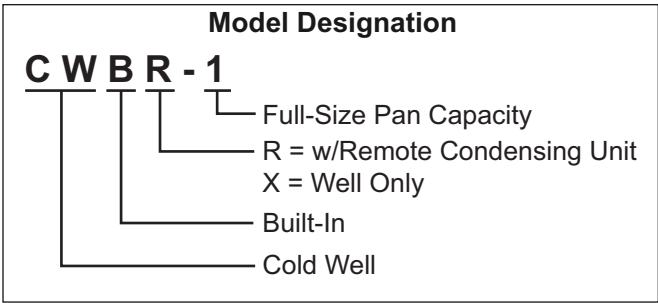 Model Designation
C W B R - 1
Full-Size Pan Capacity
R = w/Remote Condensing Unit
X = Well Only
Built-In
Cold Well